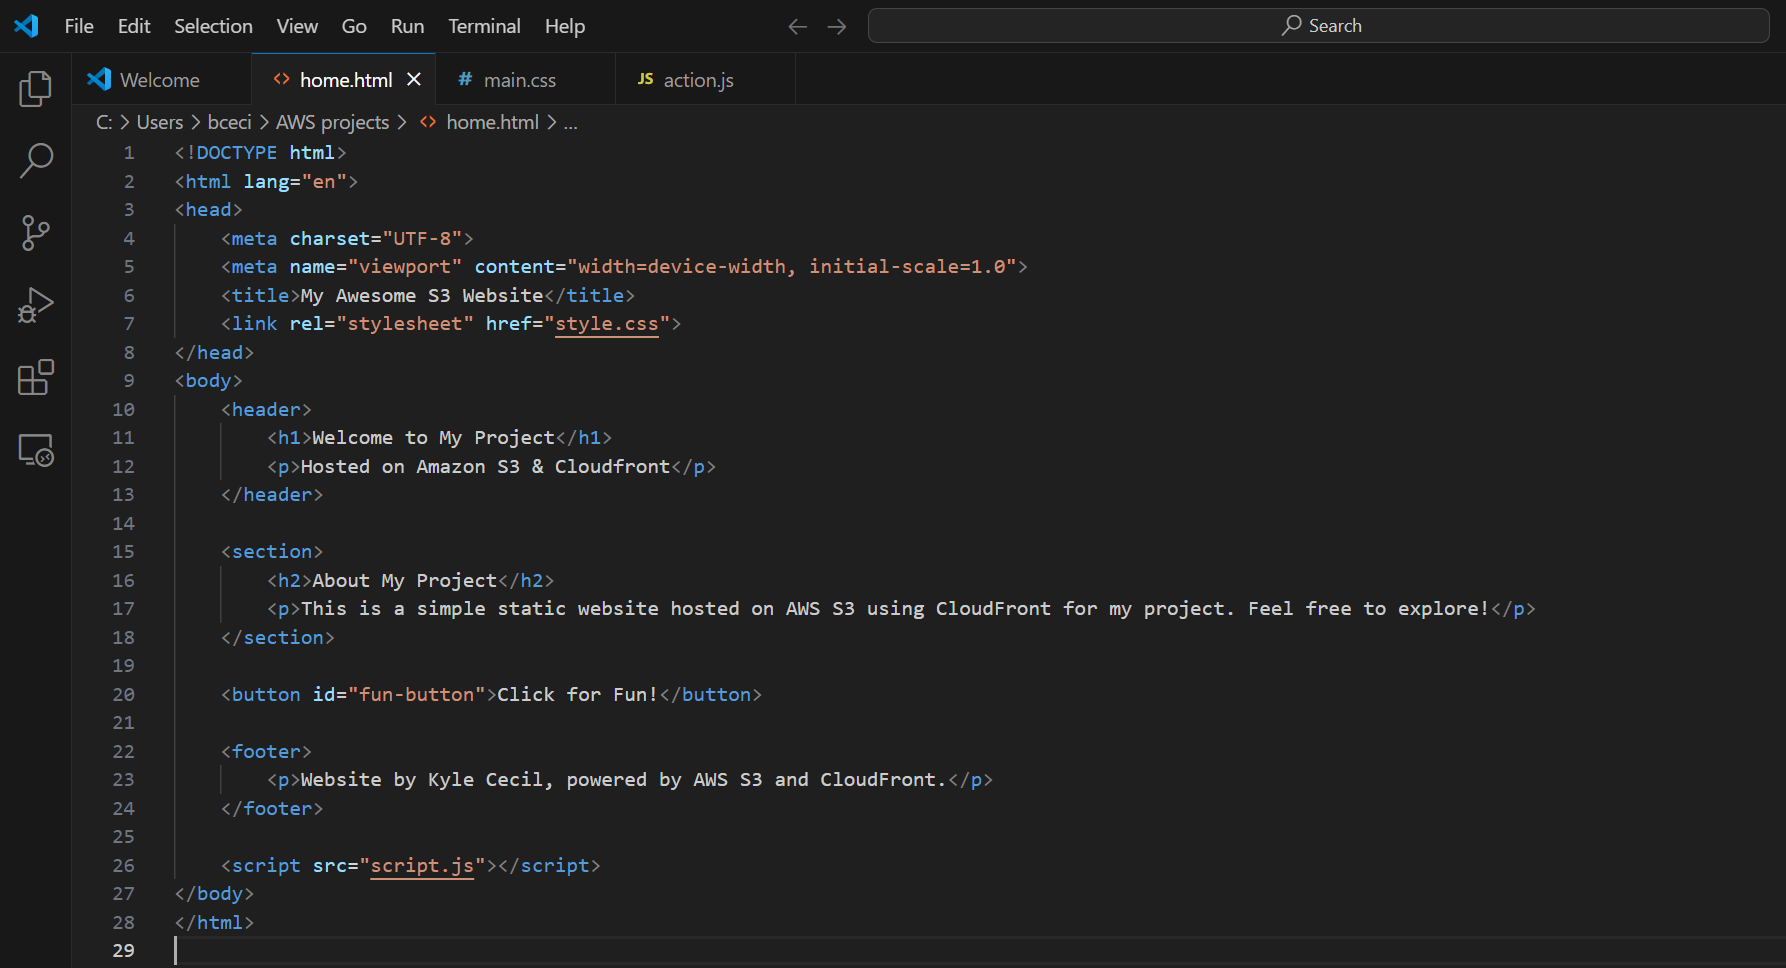 File Edit Selection View Go Run Terminal Help Search
Welcome home.html main.css JS action.js
C: > Users > bceci > AWS projects > home.html > ...
1 <!DOCTYPE html>
2 <html lang="en">
3 <head>
4 <meta charset="UTF-8">
5 <meta name="viewport" content="width=device-width, initial-scale=1.0">
6 <title>My Awesome S3 Website</title>
7 <link rel="stylesheet" href="style.css">
8 </head>
9 <body>
10 <header>
11 <h1>Welcome to My Project</h1>
12 <p>Hosted on Amazon S3 & Cloudfront</p>
13 </header>
14
15 <section>
16 <h2>About My Project</h2>
17 <p>This is a simple static website hosted on AWS S3 using CloudFront for my project. Feel free to explore!</p>
18 </section>
19
20 <button id="fun-button">Click for Fun!</button>
21
22 <footer>
23 <p>Website by Kyle Cecil, powered by AWS S3 and CloudFront.</p>
24 </footer>
25
26 <script src="script.js"></script>
27 </body>
28 </html>
29